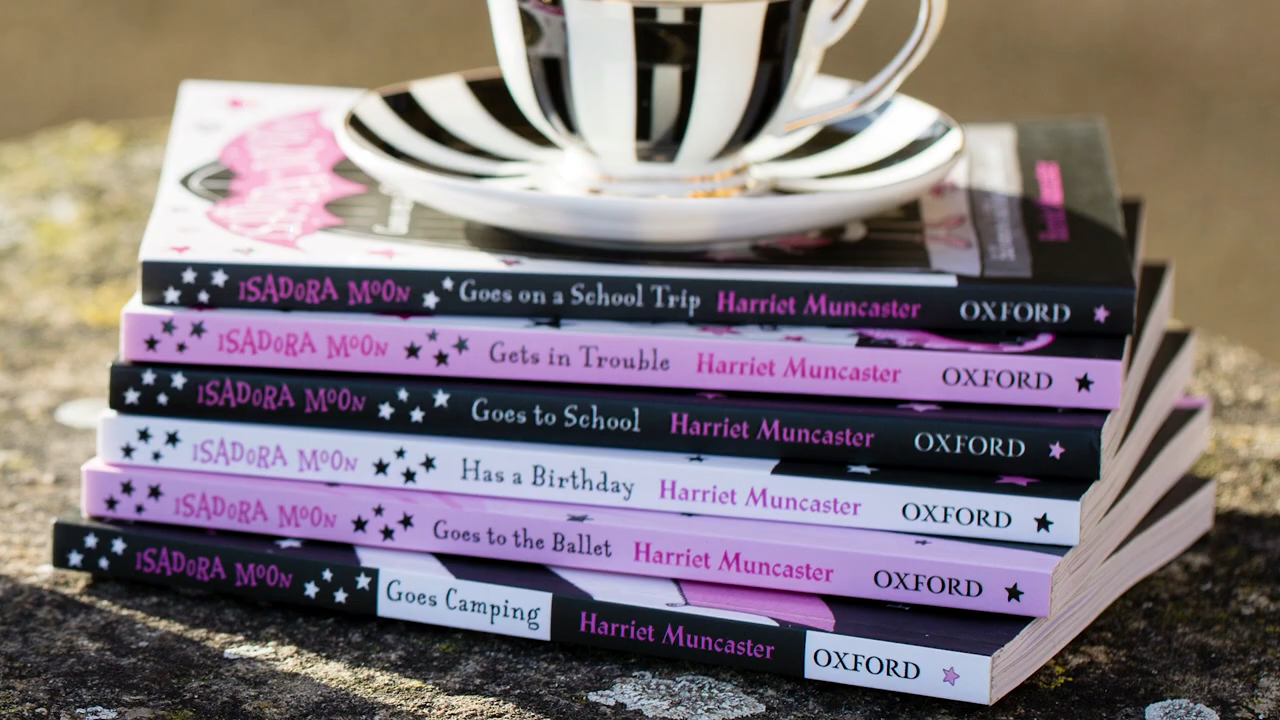 ISADORA MOON Goes on a School Trip Harriet Muncaster OXFORD
ISADORA MOON Gets in Trouble Harriet Muncaster OXFORD
ISADORA MOON Goes to School Harriet Muncaster OXFORD
ISADORA MOON Has a Birthday Harriet Muncaster OXFORD
ISADORA MOON Goes to the Ballet Harriet Muncaster OXFORD
ISADORA MOON Goes Camping Harriet Muncaster OXFORD